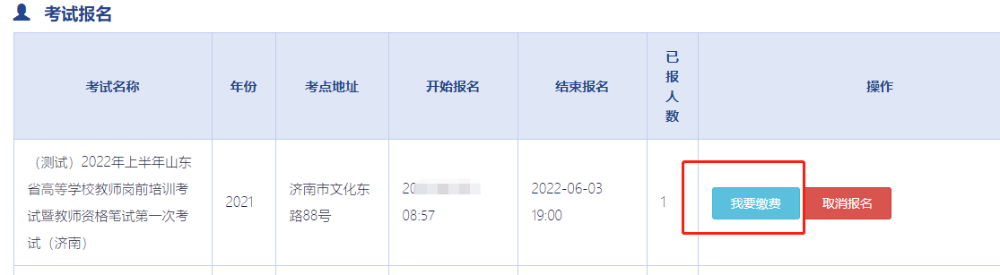 考试报名
考试名称 年份 考点地址 开始报名 结束报名 已报人数 操作
（测试）2022年上半年山东
省高等学校教师岗前培训考
试暨教师资格笔试第一次考
试（济南）
2021
济南市文化东
路88号
20
08:57
2022-06-03
19:00
1
我要缴费 取消报名